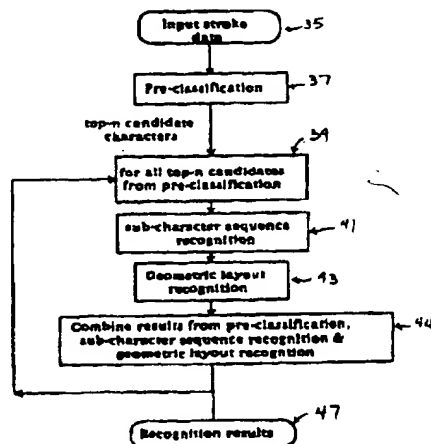 Input stroke
data
35
Pre-classification
37
top-n candidate
characters
39
for all top-n candidates
from pre-classification
sub-character sequence
recognition
41
Geometric layout
recognition
43
Combine results from pre-classification,
sub-character sequence recognition &
geometric layout recogntion
44
47
Recognition results